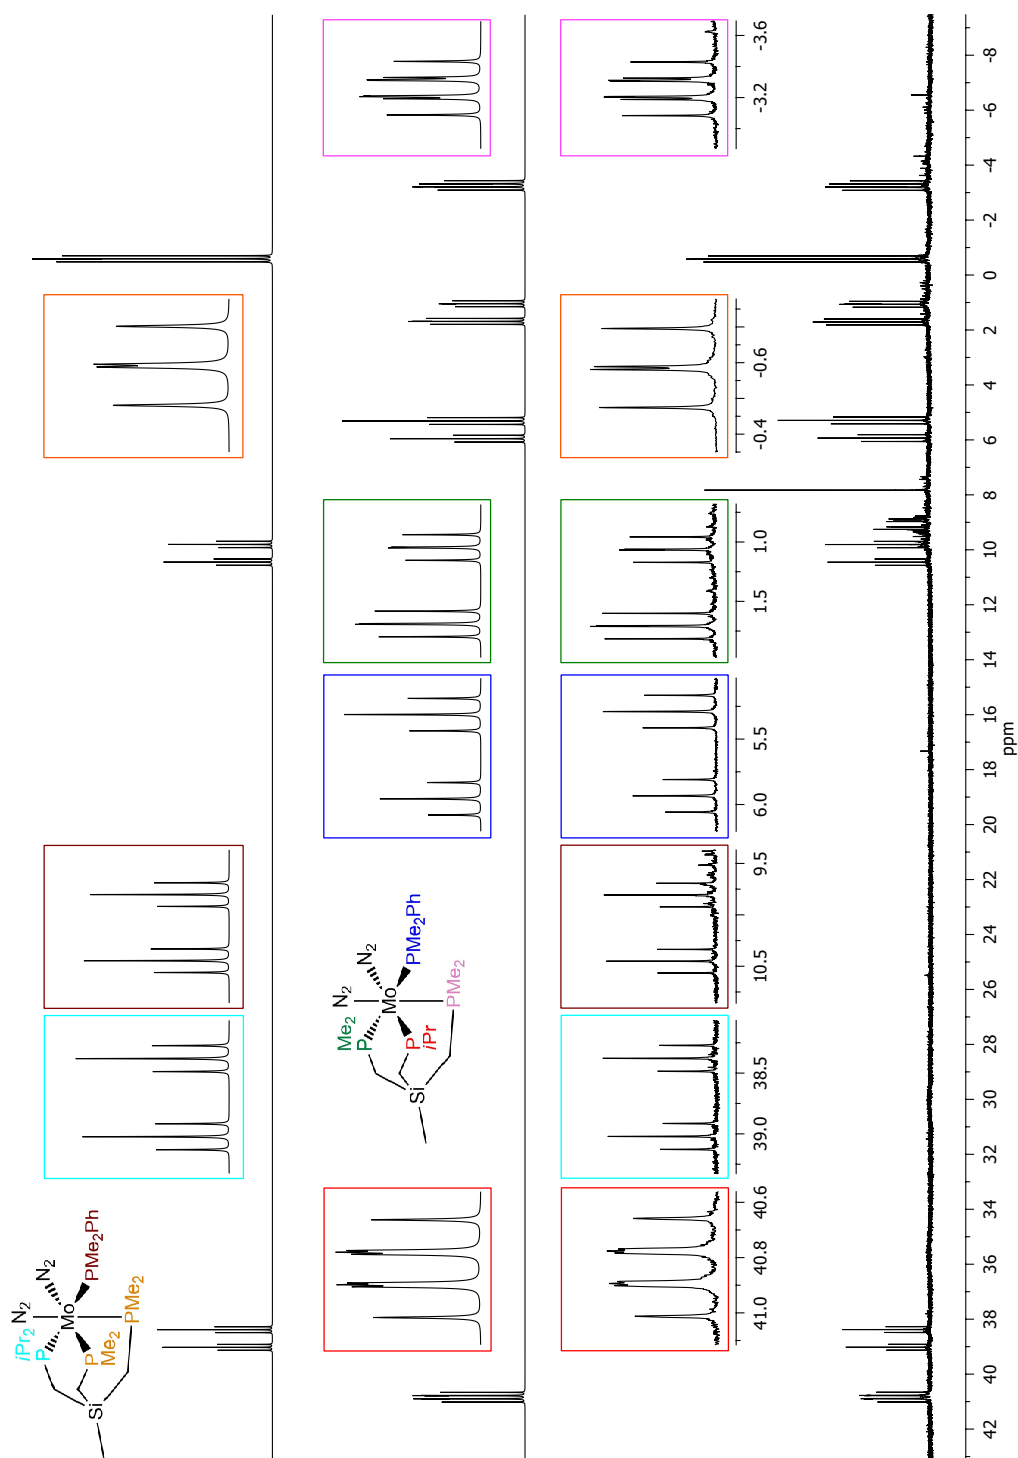 iPr₂ N₂
P N₂
Mo
P PMe₂Ph
Si Me₂
PMe₂
Me₂ N₂
P N₂
Mo
P PMe₂Ph
Si iPr
PMe₂
41.0 40.8 40.6 39.0 38.5 10.5 9.5 6.0 5.5 1.5 1.0 -0.4 -0.6 -3.2 -3.6
42 40 38 36 34 32 30 28 26 24 22 20 18 16 14 12 10 8 6 4 2 0 -2 -4 -6 -8
ppm